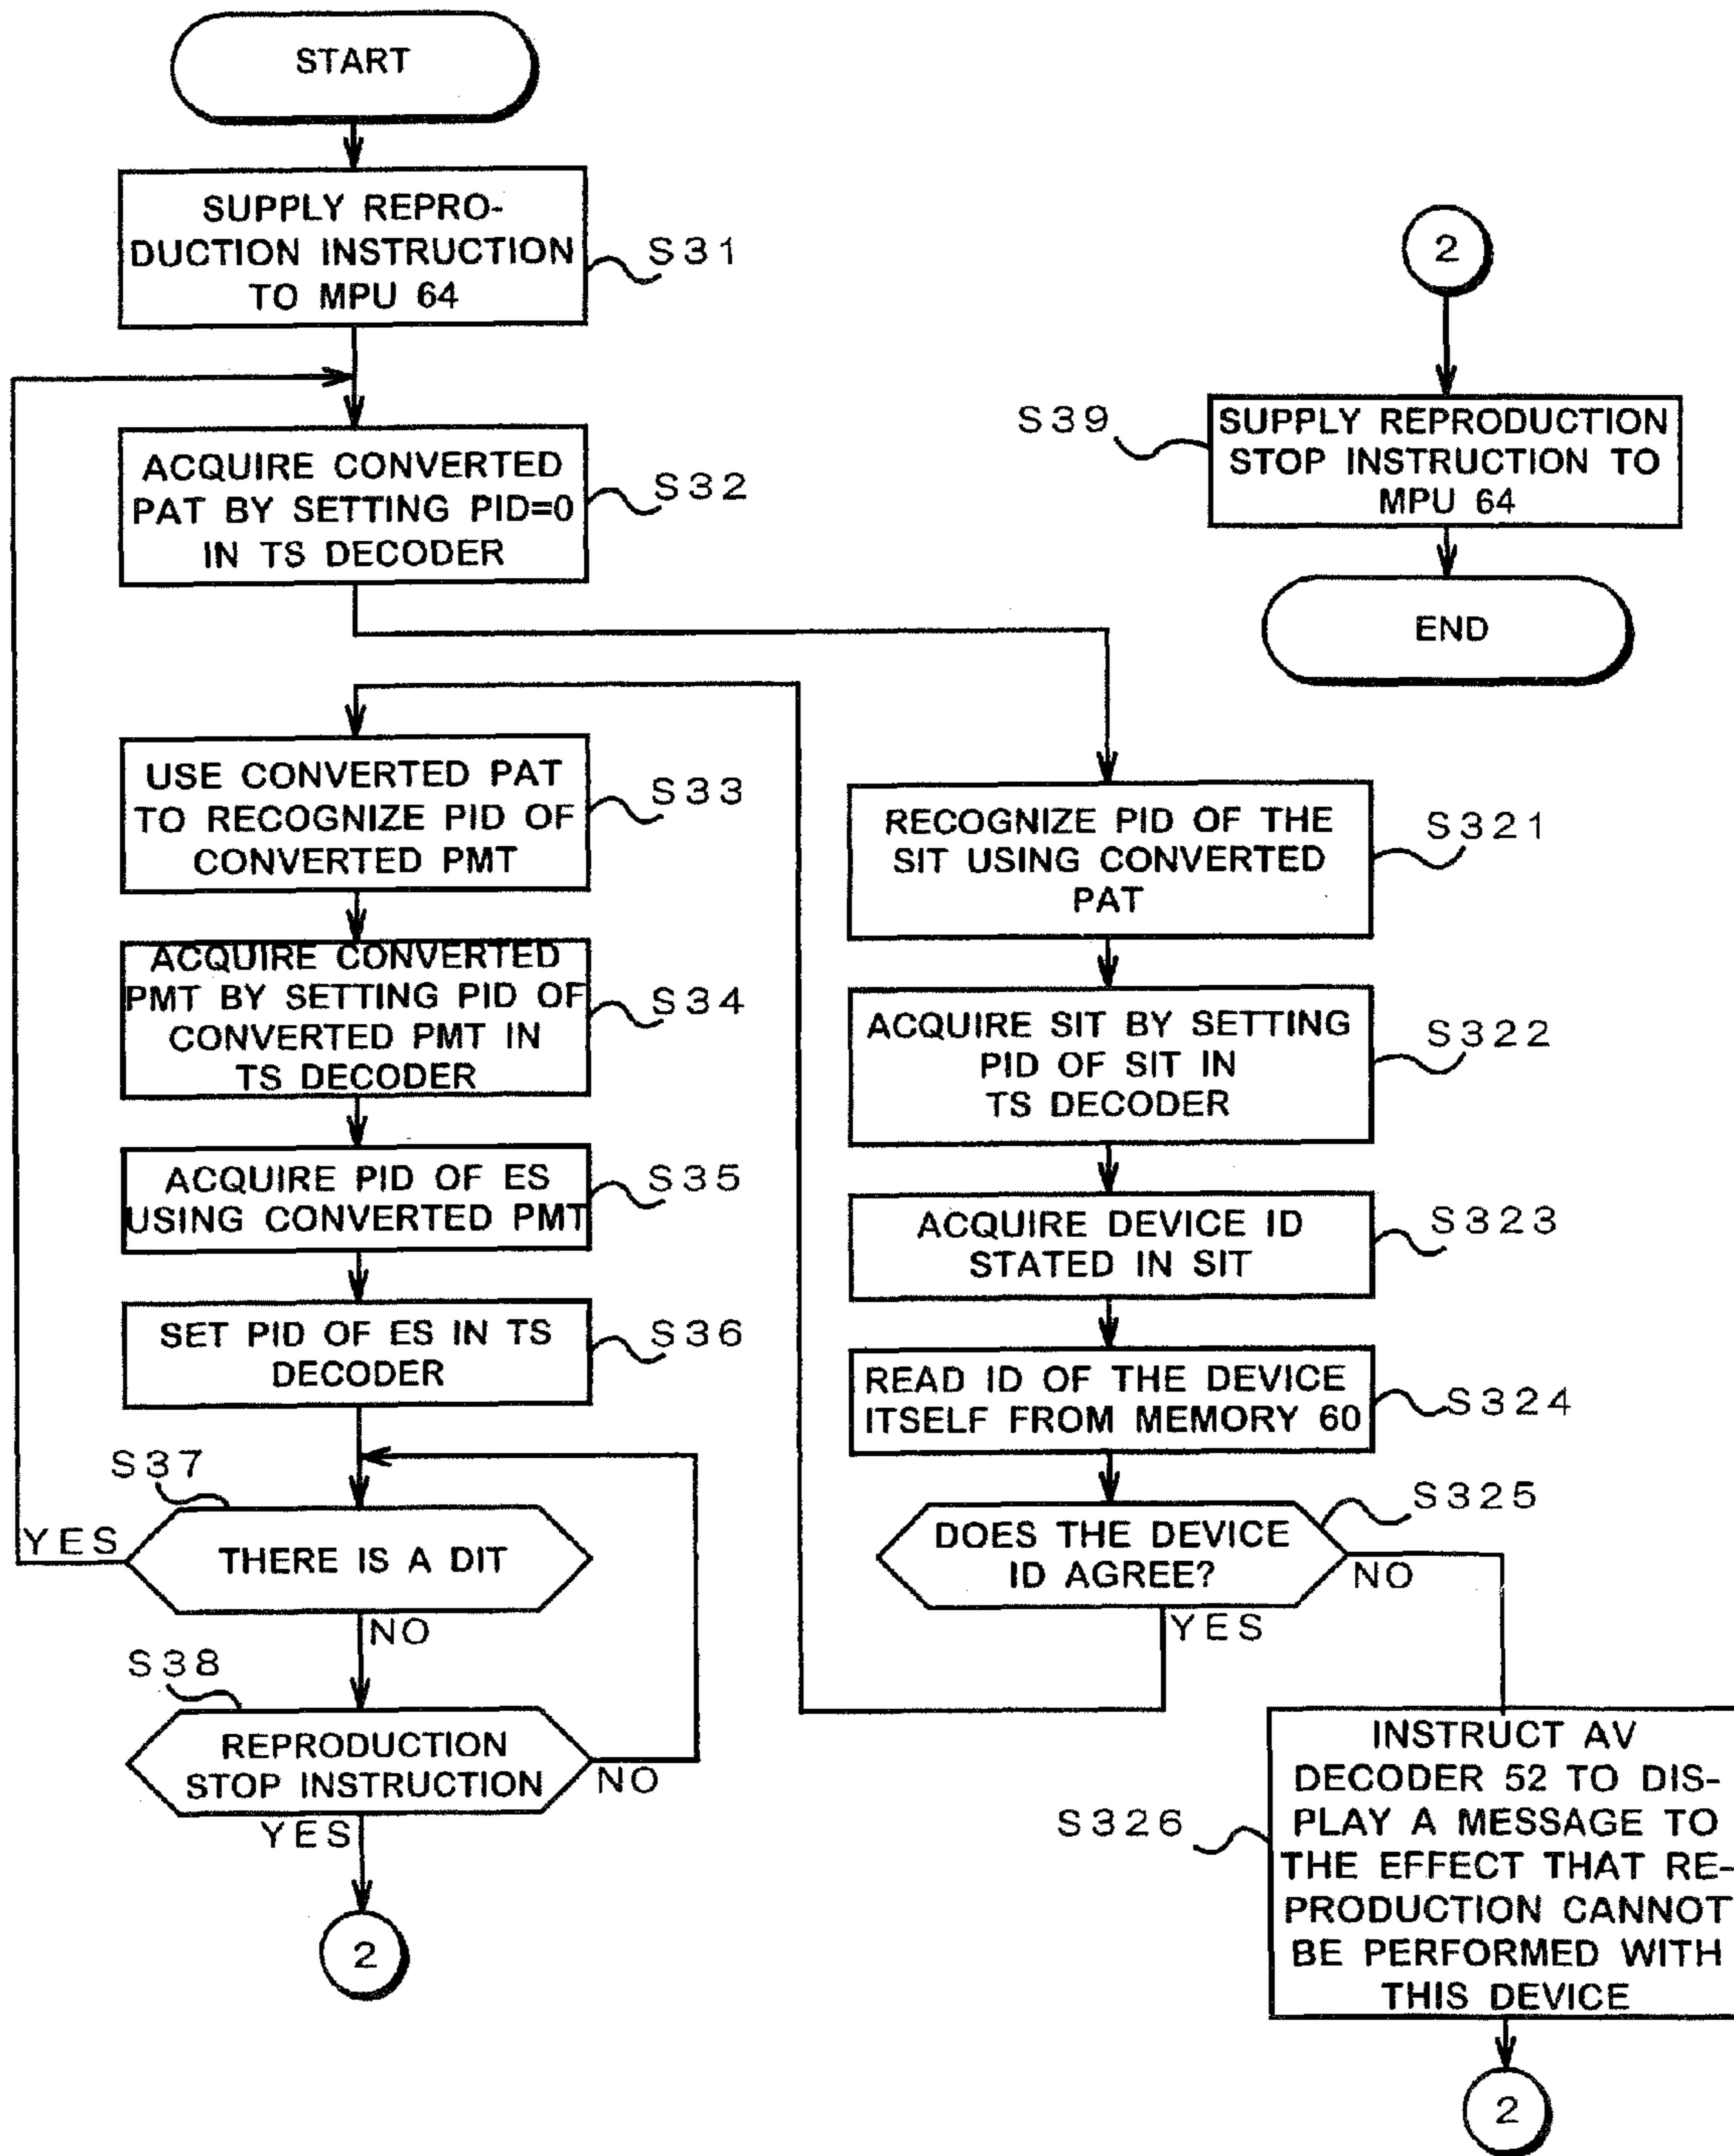 START
SUPPLY REPRO-
DUCTION INSTRUCTION
TO MPU 64
S31
ACQUIRE CONVERTED
PAT BY SETTING PID=0
IN TS DECODER
S32
USE CONVERTED PAT
TO RECOGNIZE PID OF
CONVERTED PMT
S33
ACQUIRE CONVERTED
PMT BY SETTING PID OF
CONVERTED PMT IN
TS DECODER
S34
ACQUIRE PID OF ES
USING CONVERTED PMT
S35
SET PID OF ES IN TS
DECODER
S36
S37
YES
THERE IS A DIT
NO
S38
REPRODUCTION
STOP INSTRUCTION
NO
YES
2
2
S39
SUPPLY REPRODUCTION
STOP INSTRUCTION TO
MPU 64
END
RECOGNIZE PID OF THE
SIT USING CONVERTED
PAT
S321
ACQUIRE SIT BY SETTING
PID OF SIT IN
TS DECODER
S322
ACQUIRE DEVICE ID
STATED IN SIT
S323
READ ID OF THE DEVICE
ITSELF FROM MEMORY 60
S324
S325
DOES THE DEVICE
ID AGREE?
NO
YES
S326
INSTRUCT AV
DECODER 52 TO DIS-
PLAY A MESSAGE TO
THE EFFECT THAT RE-
PRODUCTION CANNOT
BE PERFORMED WITH
THIS DEVICE
2